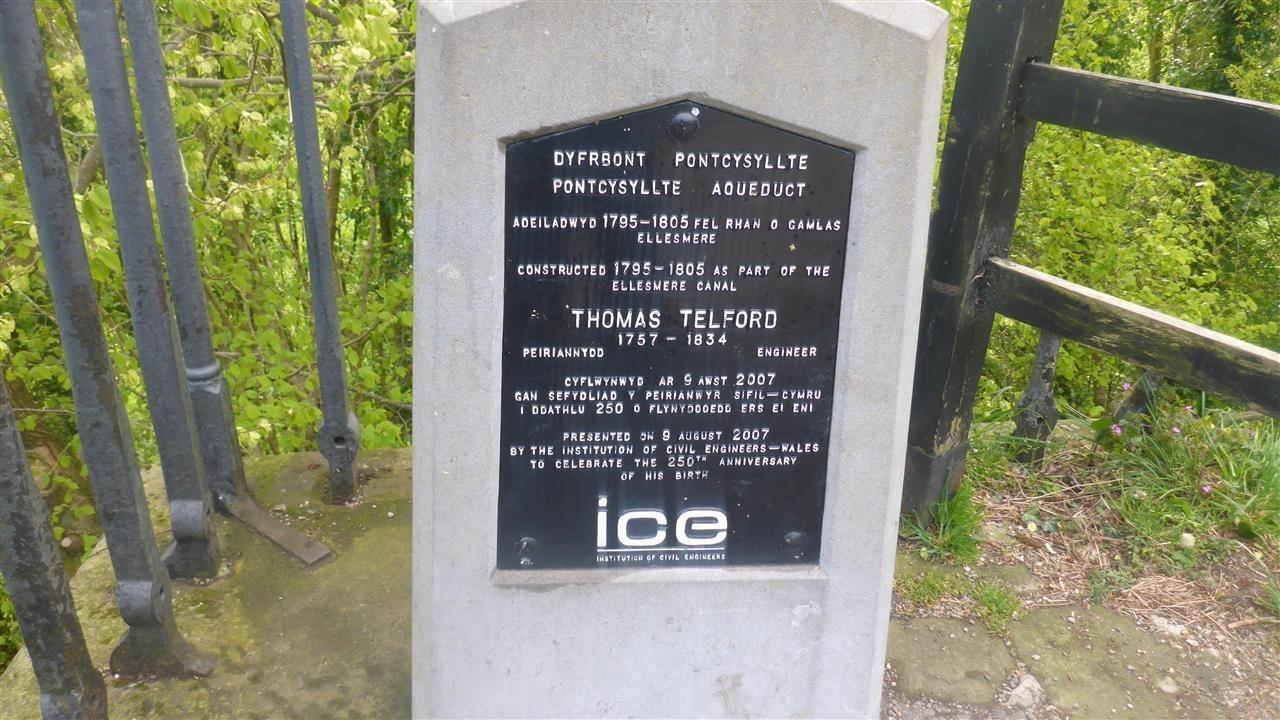 DYFRBONT PONTCYSYLLTE
PONTCYSYLLTE AQUEDUCT
ADEILADWYD 1795-1805 FEL RHAN O GAMLAS
ELLESMERE
CONSTRUCTED 1795-1805 AS PART OF THE
ELLESMERE CANAL
THOMAS TELFORD
1757 - 1834
PEIRIANNYDD ENGINEER
CYFLWYNWYD AR 9 AWST 2007
GAN SEFYDLIAD Y PEIRIANWYR SIFIL-CYMRU
I DDATHLU 250 O FLYNYDDOEDD ERS EI ENI
PRESENTED ON 9 AUGUST 2007
BY THE INSTITUTION OF CIVIL ENGINEERS-WALES
TO CELEBRATE THE 250TH ANNIVERSARY
OF HIS BIRTH
ice
INSTITUTION OF CIVIL ENGINEERS